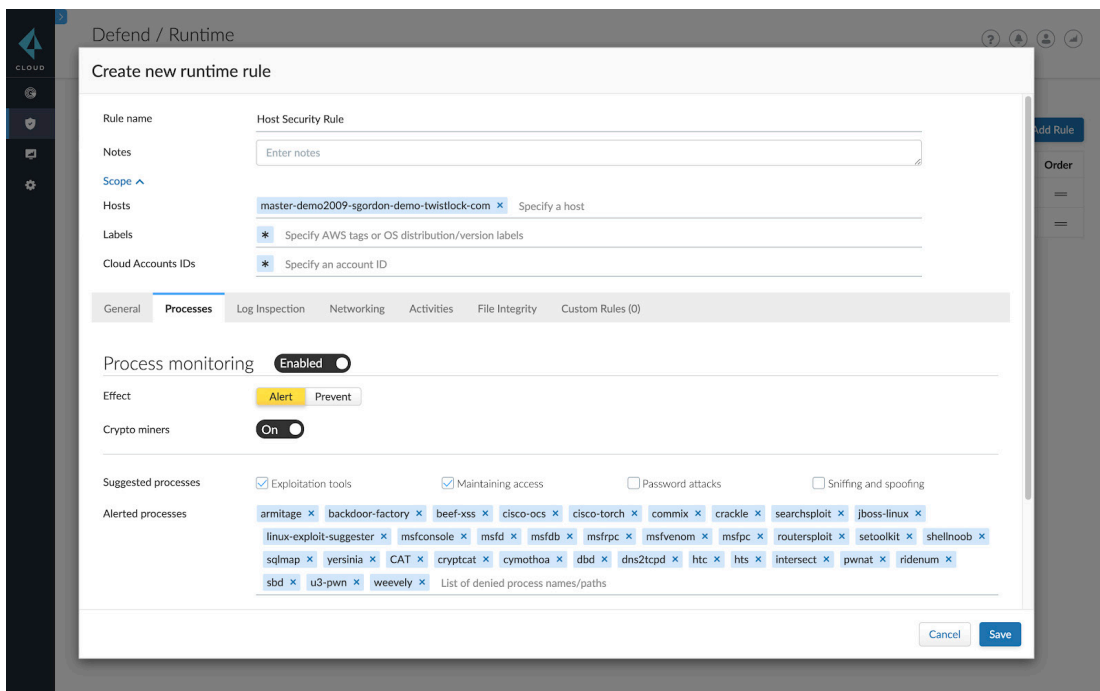 Defend / Runtime
CLOUD
Create new runtime rule
Rule name Host Security Rule
Add Rule
Notes Enter notes
Order
Scope
Hosts master-demo2009-sgordon-demo-twistlock-com × Specify a host
Labels * Specify AWS tags or OS distribution/version labels
Cloud Accounts IDs * Specify an account ID
General Processes Log Inspection Networking Activities File Integrity Custom Rules (0)
Process monitoring Enabled
Effect Alert Prevent
Crypto miners On
Suggested processes Exploitation tools Maintaining access Password attacks Sniffing and spoofing
Alerted processes armitage × backdoor-factory × beef-xss × cisco-ocs × cisco-torch × commix × crackle × searchsploit × jboss-linux ×
linux-exploit-suggester × msfconsole × msfd × msfdb × msfrpc × msfvenom × msfpc × routersploit × setoolkit × shellnoob ×
sqlmap × yersinia × CAT × cryptcat × cymothoa × dbd × dns2tcpd × htc × hts × intersect × pwnat × ridenum ×
sbd × u3-pwn × weevely × List of denied process names/paths
Cancel Save